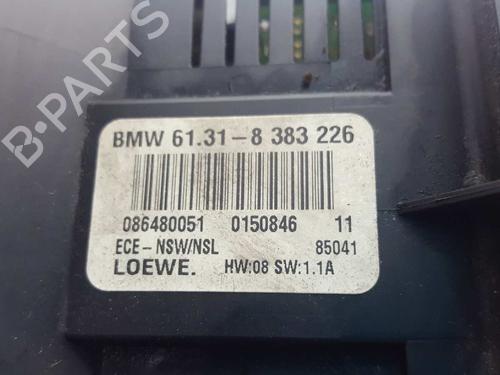 BMW 61.31-8 383 226
086480051 0150846 11
ECE-NSW/NSL 85041
LOEWE. HW:08 SW:1.1A
B-PARTS